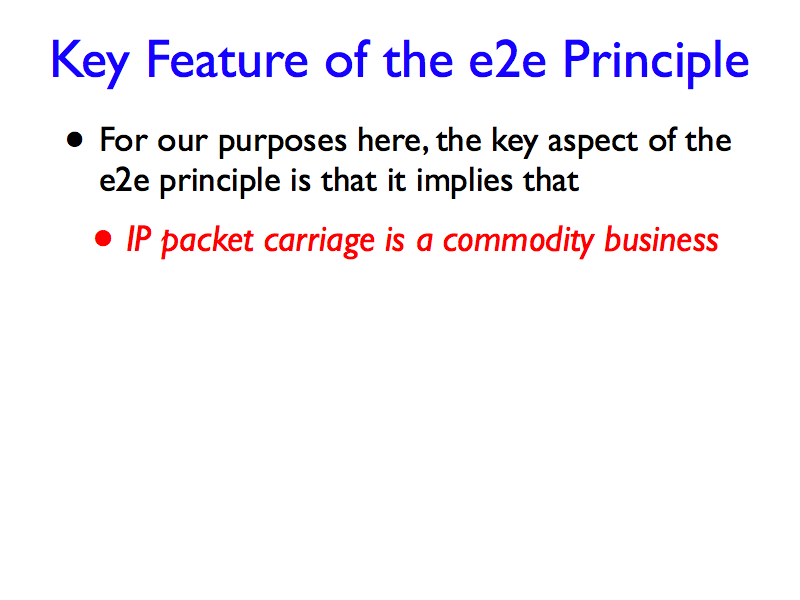 Key Feature of the e2e Principle
• For our purposes here, the key aspect of the
e2e principle is that it implies that
• IP packet carriage is a commodity business